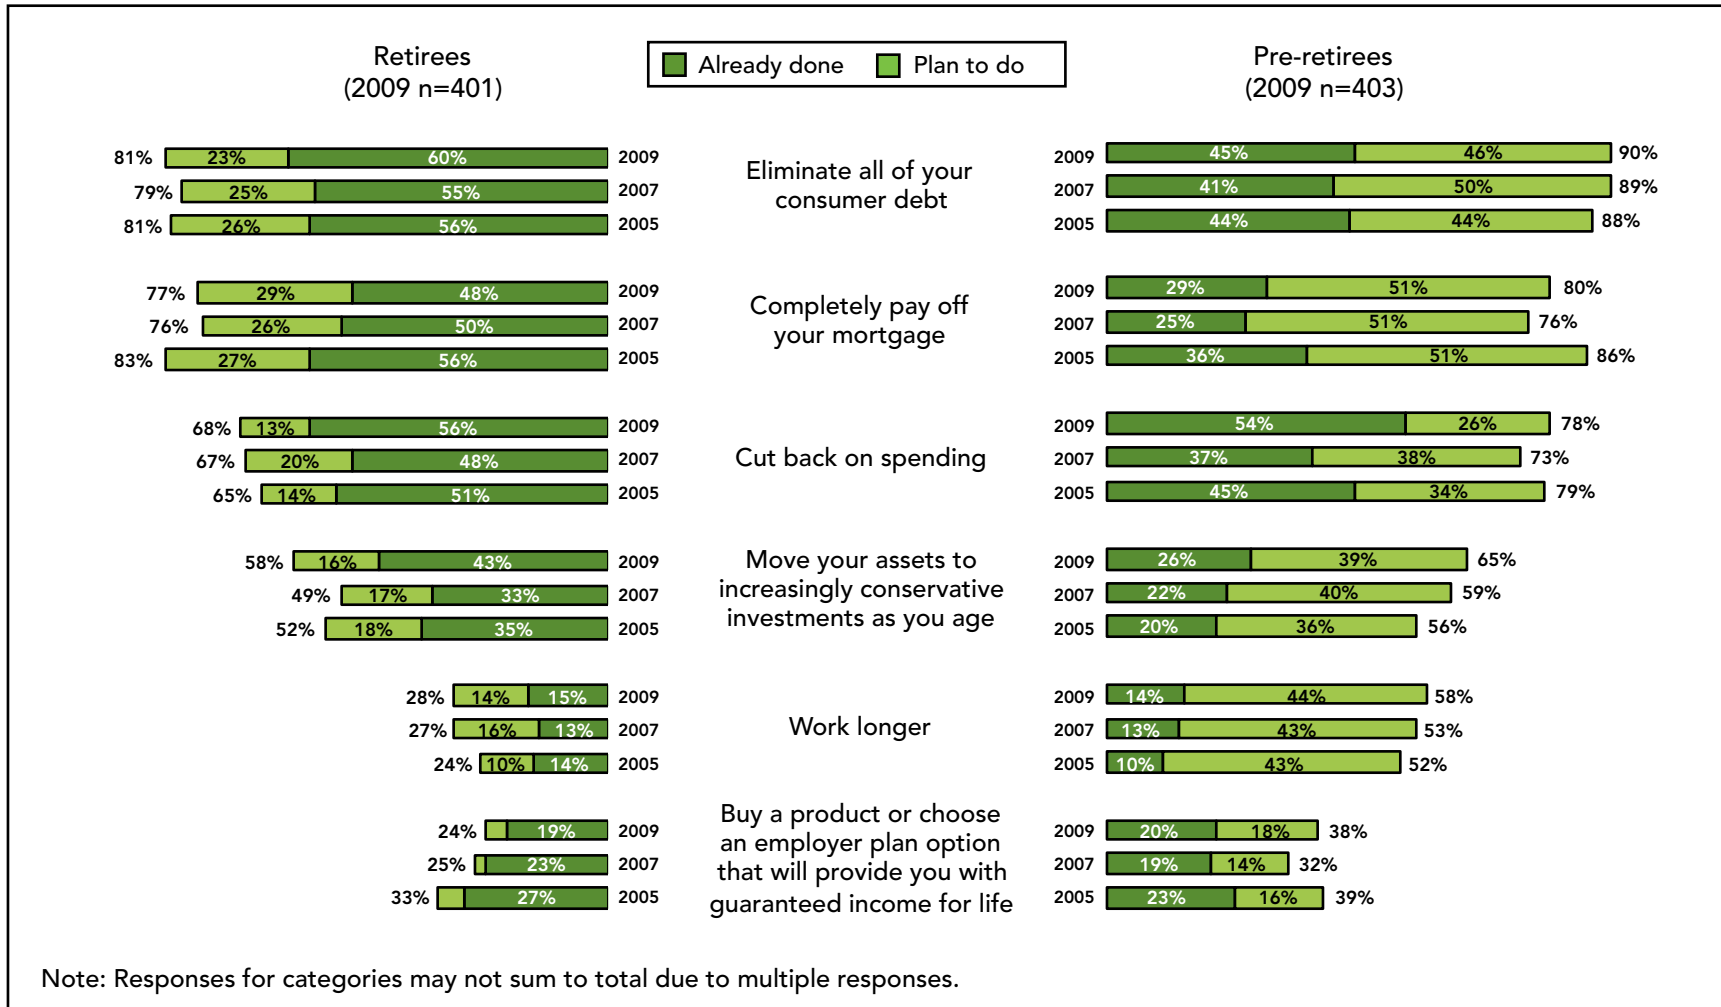 Retirees
(2009 n=401)
Already done Plan to do
Pre-retirees
(2009 n=403)
81% 23% 60% 2009
79% 25% 55% 2007
81% 26% 56% 2005
Eliminate all of your
consumer debt
2009 45% 46% 90%
2007 41% 50% 89%
2005 44% 44% 88%
77% 29% 48% 2009
76% 26% 50% 2007
83% 27% 56% 2005
Completely pay off
your mortgage
2009 29% 51% 80%
2007 25% 51% 76%
2005 36% 51% 86%
68% 13% 56% 2009
67% 20% 48% 2007
65% 14% 51% 2005
Cut back on spending
2009 54% 26% 78%
2007 37% 38% 73%
2005 45% 34% 79%
58% 16% 43% 2009
49% 17% 33% 2007
52% 18% 35% 2005
Move your assets to
increasingly conservative
investments as you age
2009 26% 39% 65%
2007 22% 40% 59%
2005 20% 36% 56%
28% 14% 15% 2009
27% 16% 13% 2007
24% 10% 14% 2005
Work longer
2009 14% 44% 58%
2007 13% 43% 53%
2005 10% 43% 52%
24% 19% 2009
25% 23% 2007
33% 27% 2005
Buy a product or choose
an employer plan option
that will provide you with
guaranteed income for life
2009 20% 18% 38%
2007 19% 14% 32%
2005 23% 16% 39%
Note: Responses for categories may not sum to total due to multiple responses.